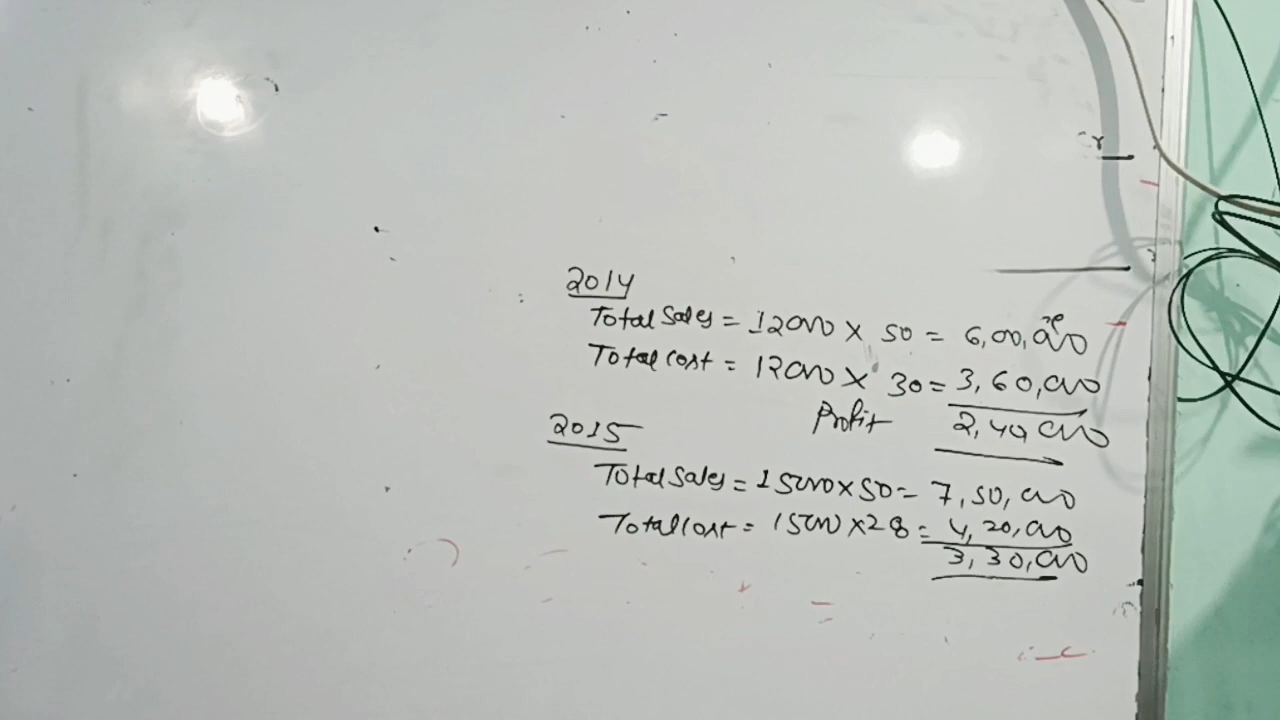 2014
Total Sales = 12000 × 50 = 6,00,000
Total cost = 12000 × 30 = 3,60,000
Profit 2,40,000
2015
Total Sales = 15000 × 50 = 7,50,000
Total Cost = 15000 × 28 = 4,20,000
3,30,000